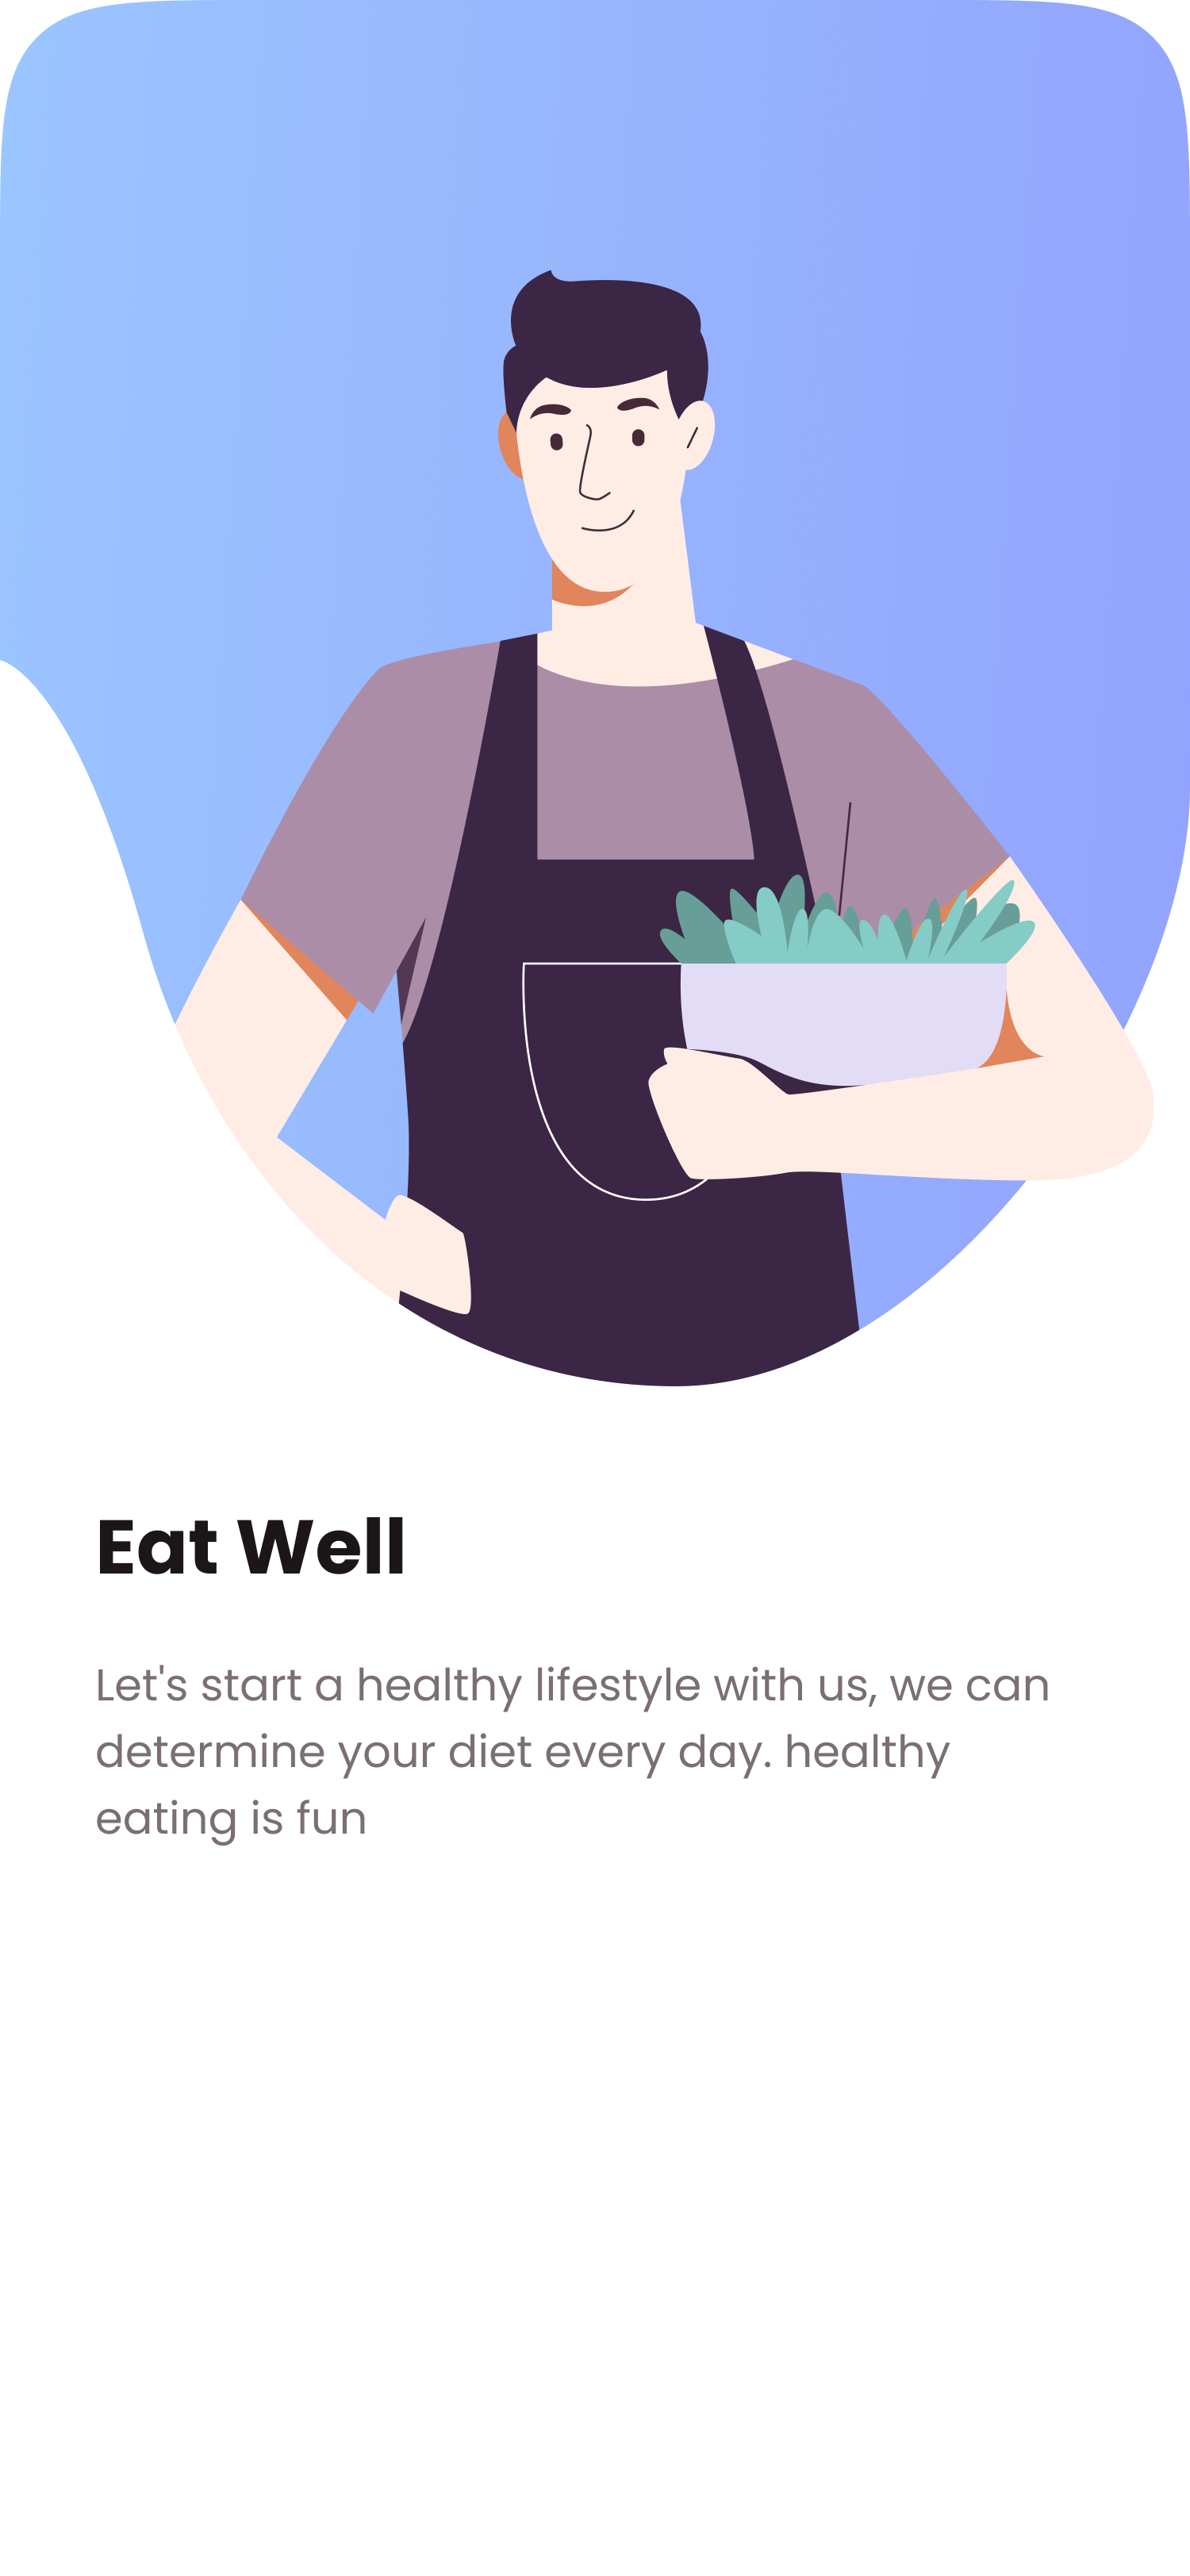 Eat Well
Let's start a healthy lifestyle with us, we can
determine your diet every day. healthy
eating is fun